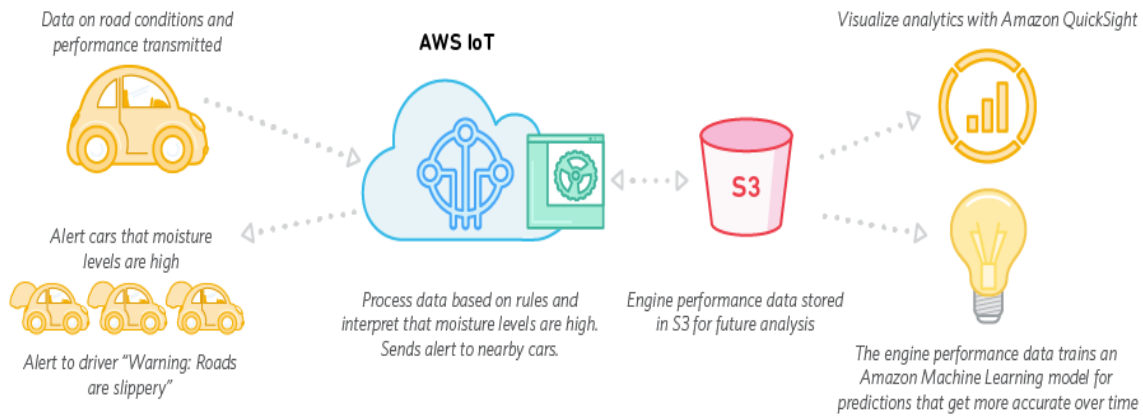 Data on road conditions and
performance transmitted
AWS IoT
Visualize analytics with Amazon QuickSight
S3
Alert cars that moisture
levels are high
Process data based on rules and
interpret that moisture levels are high.
Sends alert to nearby cars.
Engine performance data stored
in S3 for future analysis
Alert to driver “Warning: Roads
are slippery”
The engine performance data trains an
Amazon Machine Learning model for
predictions that get more accurate over time